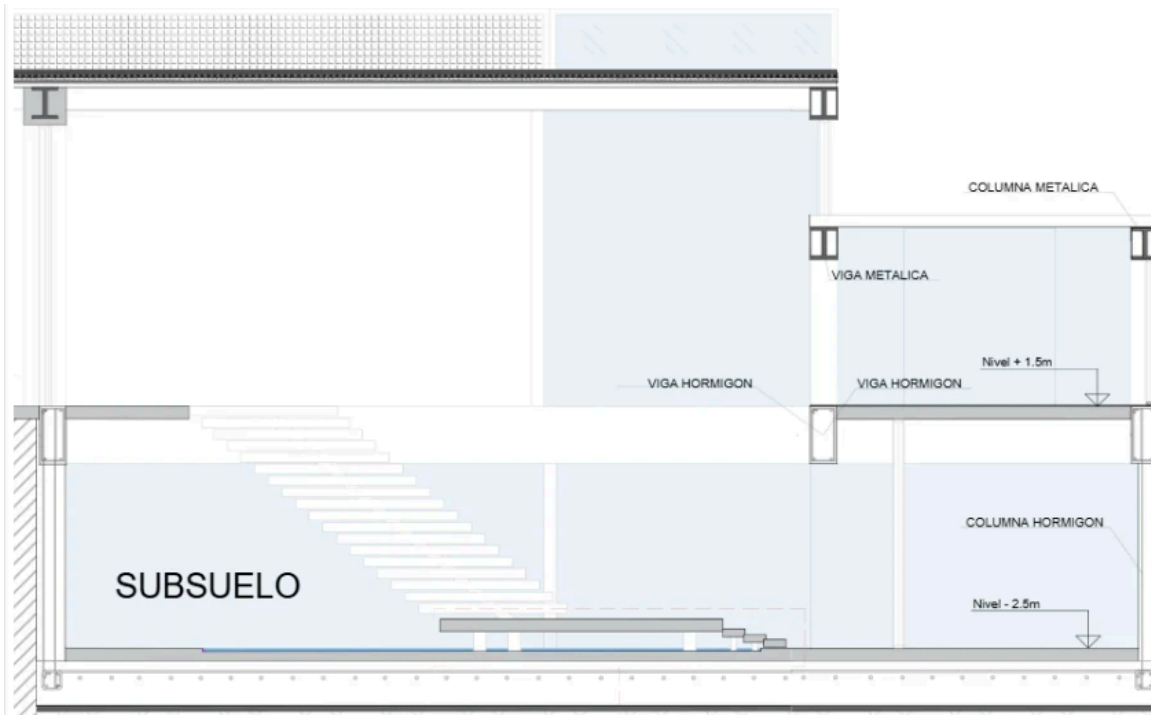 COLUMNA METALICA
VIGA METALICA
Nivel + 1.5m
VIGA HORMIGON
VIGA HORMIGON
COLUMNA HORMIGON
SUBSUELO
Nivel - 2.5m